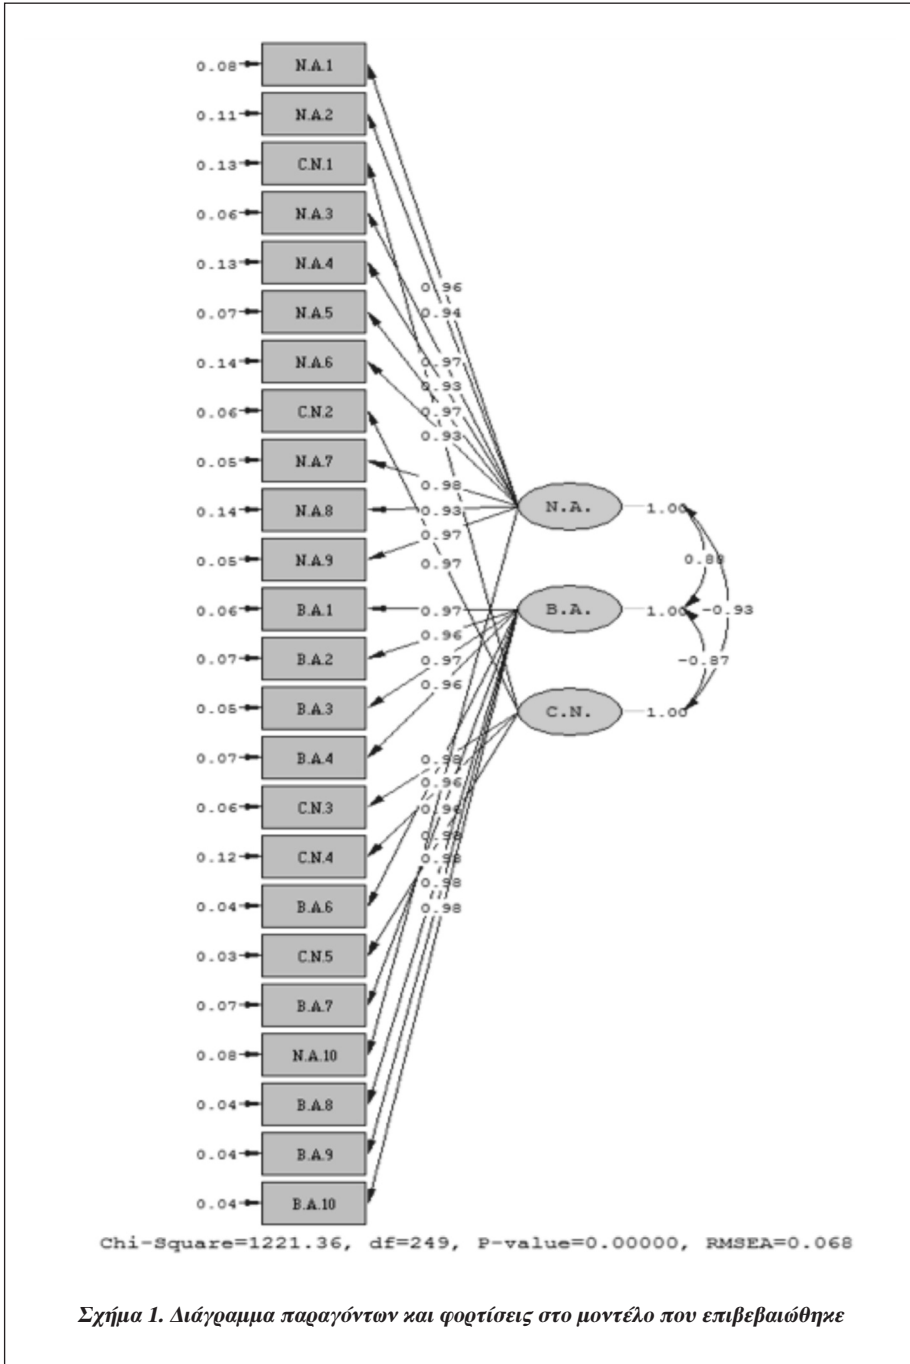 0.08 N.A.1
0.11 N.A.2
0.13 C.N.1
0.06 N.A.3
0.13 N.A.4
0.96
0.07 N.A.5
0.94
0.14 N.A.6
0.97
0.93
0.06 C.N.2
0.97
0.93
0.05 N.A.7
0.98
0.14 N.A.8 0.93 N.A. 1.00
0.97
0.05 N.A.9
0.97 0.88
0.06 B.A.1 0.97 B.A. 1.00 -0.93
0.96
0.07 B.A.2 0.97 -0.87
0.96
0.05 B.A.3 C.N. 1.00
0.07 B.A.4 0.98
0.96
0.06 C.N.3 0.96
0.98
0.12 C.N.4 0.98
0.98
0.04 B.A.6 0.98
0.03 C.N.5
0.07 B.A.7
0.08 N.A.10
0.04 B.A.8
0.04 B.A.9
0.04 B.A.10
Chi-Square=1221.36, df=249, P-value=0.00000, RMSEA=0.068
Σχήμα 1. Διάγραμμα παραγόντων και φορτίσεις στο μοντέλο που επιβεβαιώθηκε